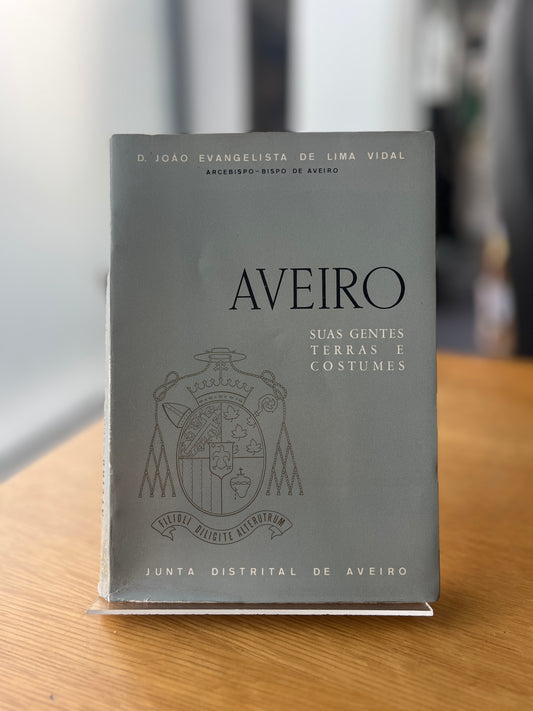 D. JOÃO EVANGELISTA DE LIMA VIDAL
ARCEBISPO-BISPO DE AVEIRO
AVEIRO
SUAS GENTES
TERRAS E
COSTUMES
FILIOLI DILIGITE ALTERUTRUM
JUNTA DISTRITAL DE AVEIRO